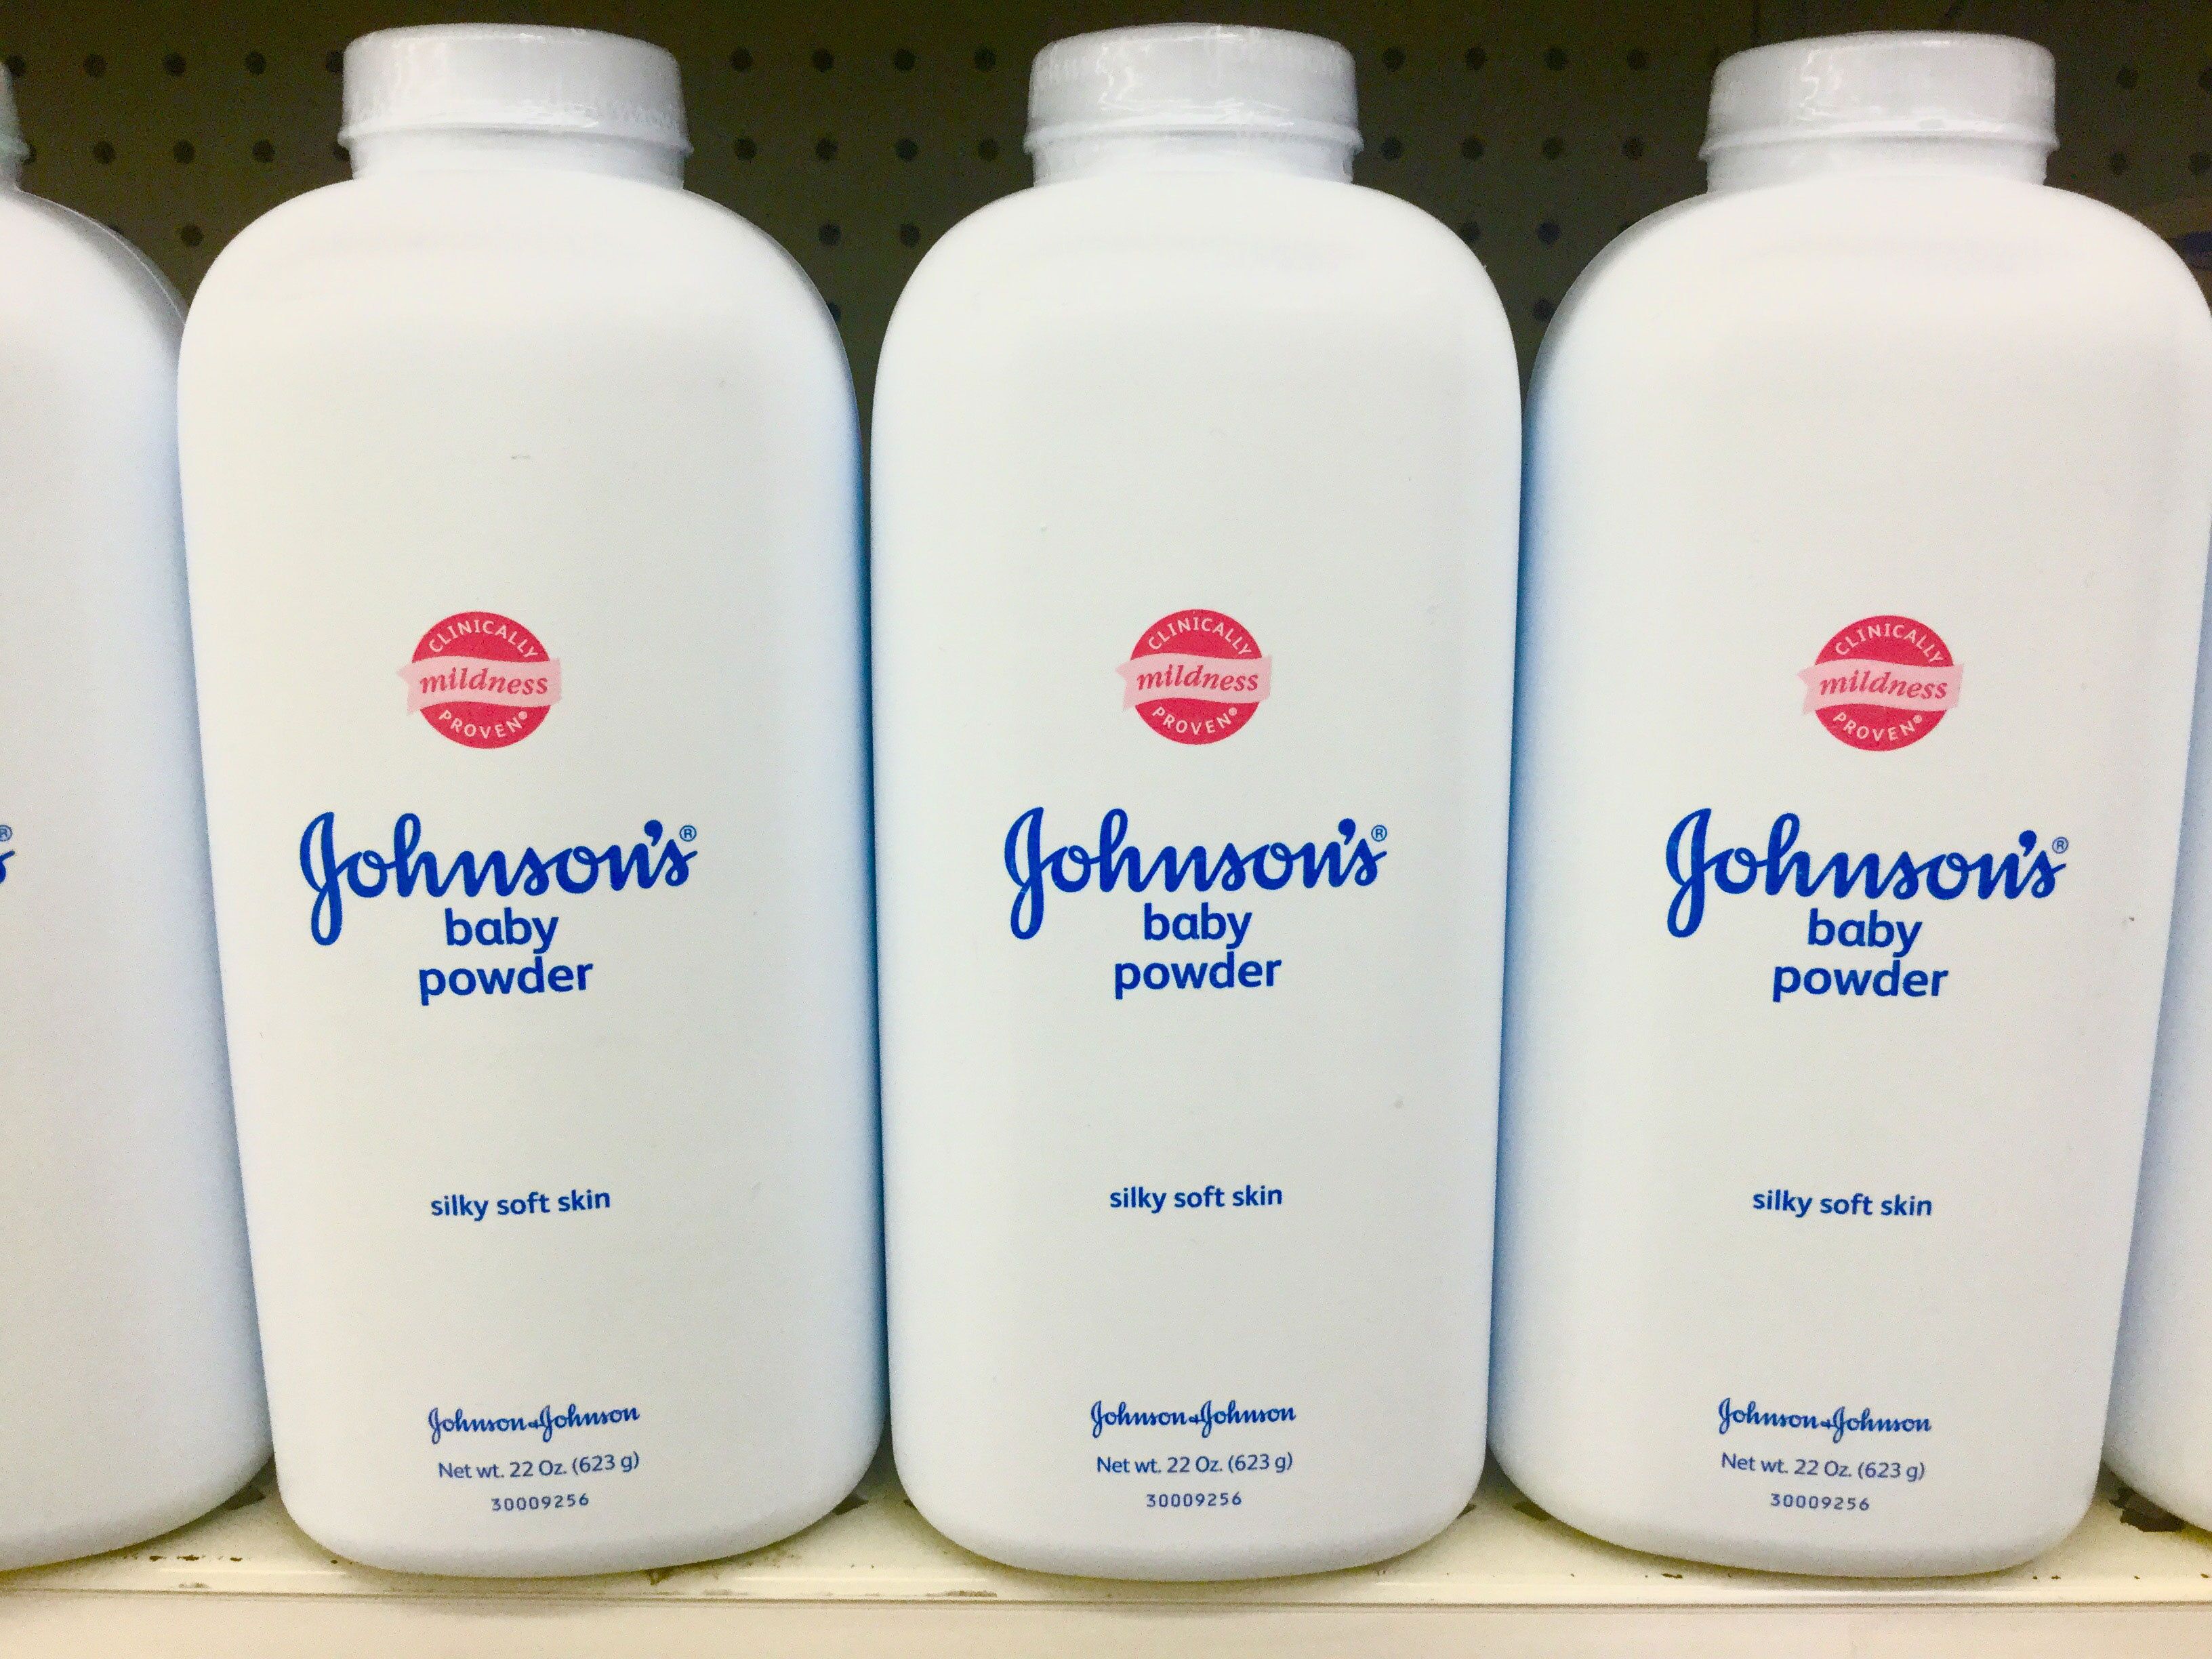 CLINICALLY
mildness
PROVEN®
Johnson's®
baby
powder
silky soft skin
Johnson+Johnson
Net wt. 22 Oz. (623 g)
30009256
CLINICALLY
mildness
PROVEN®
Johnson's®
baby
powder
silky soft skin
Johnson+Johnson
Net wt. 22 Oz. (623 g)
30009256
CLINICALLY
mildness
PROVEN®
Johnson's®
baby
powder
silky soft skin
Johnson+Johnson
Net wt. 22 Oz. (623 g)
30009256